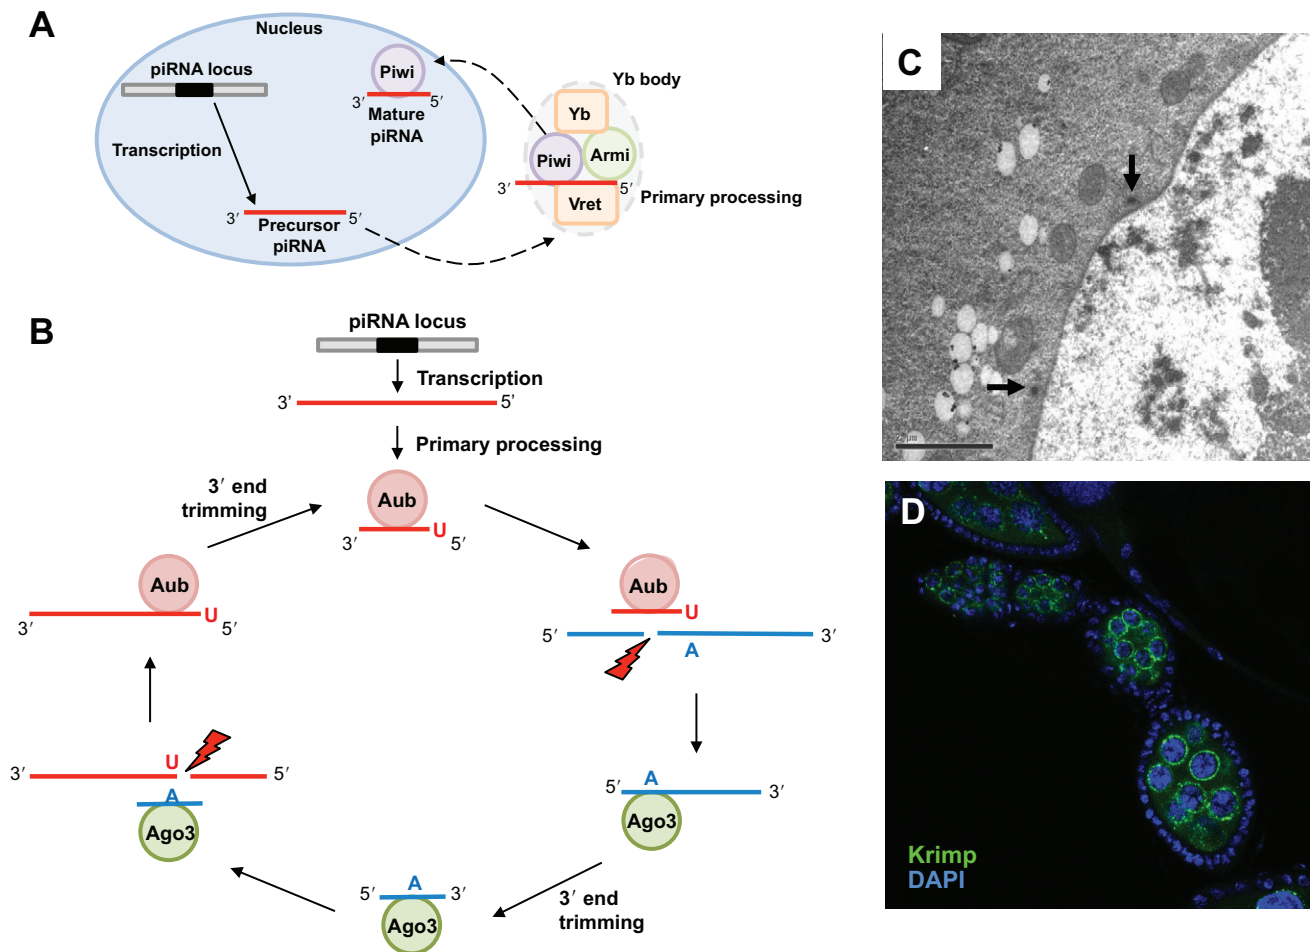 A
Nucleus
piRNA locus
Piwi
3′ 5′
Mature
piRNA
Transcription
3′ 5′
Precursor
piRNA
Yb body
Yb
Piwi
Armi
3′ 5′
Vret
Primary processing
B
piRNA locus
Transcription
3′ 5′
Primary processing
Aub
U
3′ 5′
3′ end
trimming
Aub
U
3′ 5′
Aub
U
5′ 3′
A
U
3′ 5′
A
Ago3
A
5′ 3′
Ago3
3′ end
trimming
A
5′ 3′
Ago3
C
2 µm
D
Krimp
DAPI